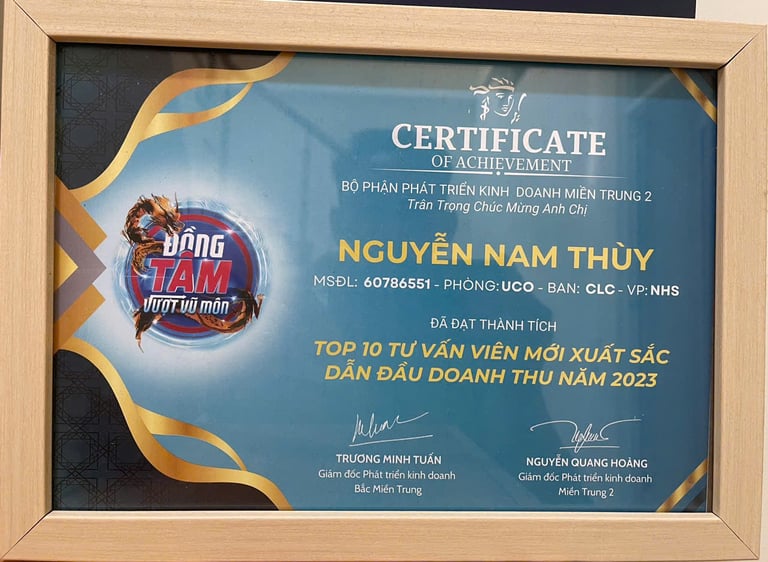 CERTIFICATE
OF ACHIEVEMENT
BỘ PHẬN PHÁT TRIỂN KINH DOANH MIỀN TRUNG 2
Trân Trọng Chúc Mừng Anh Chị
NGUYỄN NAM THÙY
MSĐL: 60786551 - PHÒNG: UCO - BAN: CLC - VP: NHS
ĐÃ ĐẠT THÀNH TÍCH
TOP 10 TƯ VẤN VIÊN MỚI XUẤT SẮC
DẪN ĐẦU DOANH THU NĂM 2023
ĐỒNG
TÂM
VƯỢT VŨ MÔN
TRƯƠNG MINH TUẤN
Giám đốc Phát triển kinh doanh
Bắc Miền Trung
NGUYỄN QUANG HOÀNG
Giám đốc Phát triển kinh doanh
Miền Trung 2